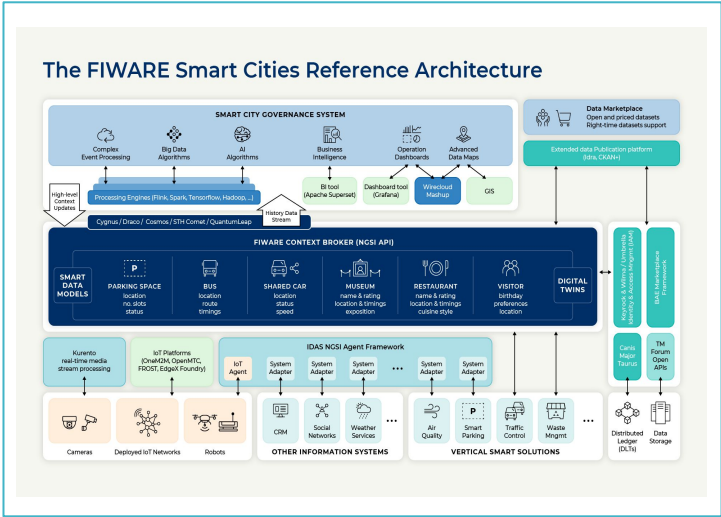 The FIWARE Smart Cities Reference Architecture
SMART CITY GOVERNANCE SYSTEM
Complex
Event Processing
Big Data
Algorithms
AI
Algorithms
Business
Intelligence
Operation
Dashboards
Advanced
Data Maps
Data Marketplace
Open and priced datasets
Right-time datasets support
Extended data Publication platform
(Idra, CKAN+)
High-level
Context
Updates
Processing Engines (Flink, Spark, Tensorflow, Hadoop, ...)
BI tool
(Apache Superset)
Dashboard tool
(Grafana)
Wirecloud
Mashup
GIS
Cygnus / Draco / Cosmos / STH Comet / QuantumLeap
History Data
Stream
FIWARE CONTEXT BROKER (NGSI API)
SMART
DATA
MODELS
P
PARKING SPACE
location
no. slots
status
BUS
location
route
timings
SHARED CAR
location
status
speed
MUSEUM
name & rating
location & timings
exposition
RESTAURANT
name & rating
location & timings
cuisine style
VISITOR
birthday
preferences
location
DIGITAL
TWINS
Keyrock & Wilma / Umbrella
Identity & Access Mngmt (IAM)
BAE Marketplace
Framework
Kurento
real-time media
stream processing
IoT Platforms
(OneM2M, OpenMTC,
FROST, EdgeX Foundry)
IDAS NGSI Agent Framework
IoT
Agent
System
Adapter
System
Adapter
System
Adapter
...
System
Adapter
System
Adapter
Canis
Major
Taurus
TM
Forum
Open
APIs
Cameras
Deployed IoT Networks
Robots
CRM
Social
Networks
Weather
Services
...
OTHER INFORMATION SYSTEMS
Air
Quality
P
Smart
Parking
Traffic
Control
Waste
Mngmt
...
VERTICAL SMART SOLUTIONS
Distributed
Ledger
(DLTs)
Data
Storage